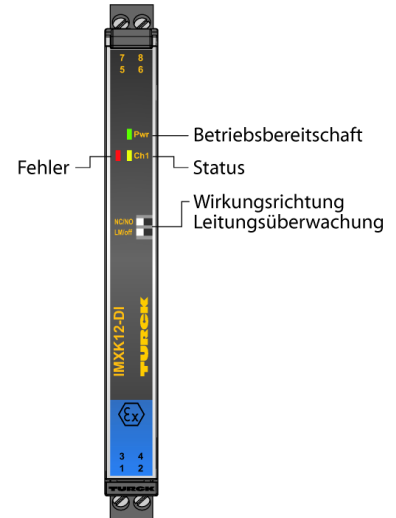 7 8
5 6
Pwr
Betriebsbereitschaft
Fehler
Ch1
Status
NC/NO
LM/off
Wirkungsrichtung
Leitungsüberwachung
IMXK12-DI
TURCK
Ex
3 4
1 2
TURCK